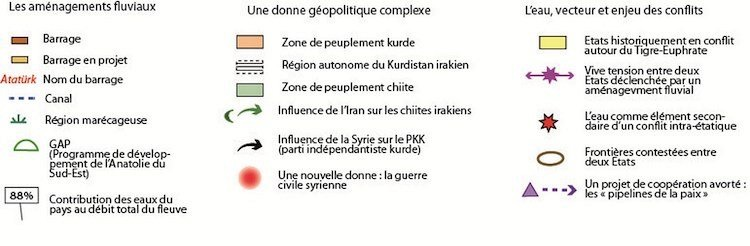 Les aménagements fluviaux
Barrage
Barrage en projet
Atatürk Nom du barrage
Canal
Région marécageuse
GAP
(Programme de dévelop-
pement de l'Anatolie du
Sud-Est)
88% Contribution des eaux du
pays au débit total du fleuve
Une donne géopolitique complexe
Zone de peuplement kurde
Région autonome du Kurdistan irakien
Zone de peuplement chiite
Influence de l'Iran sur les chiites irakiens
Influence de la Syrie sur le PKK
(parti indépendantiste kurde)
Une nouvelle donne : la guerre
civile syrienne
L'eau, vecteur et enjeu des conflits
Etats historiquement en conflit
autour du Tigre-Euphrate
Vive tension entre deux
Etats déclenchée par un
aménagevment fluvial
L'eau comme élément secon-
daire d'un conflit intra-étatique
Frontières contestées entre
deux Etats
Un projet de coopération avorté :
les « pipelines de la paix »